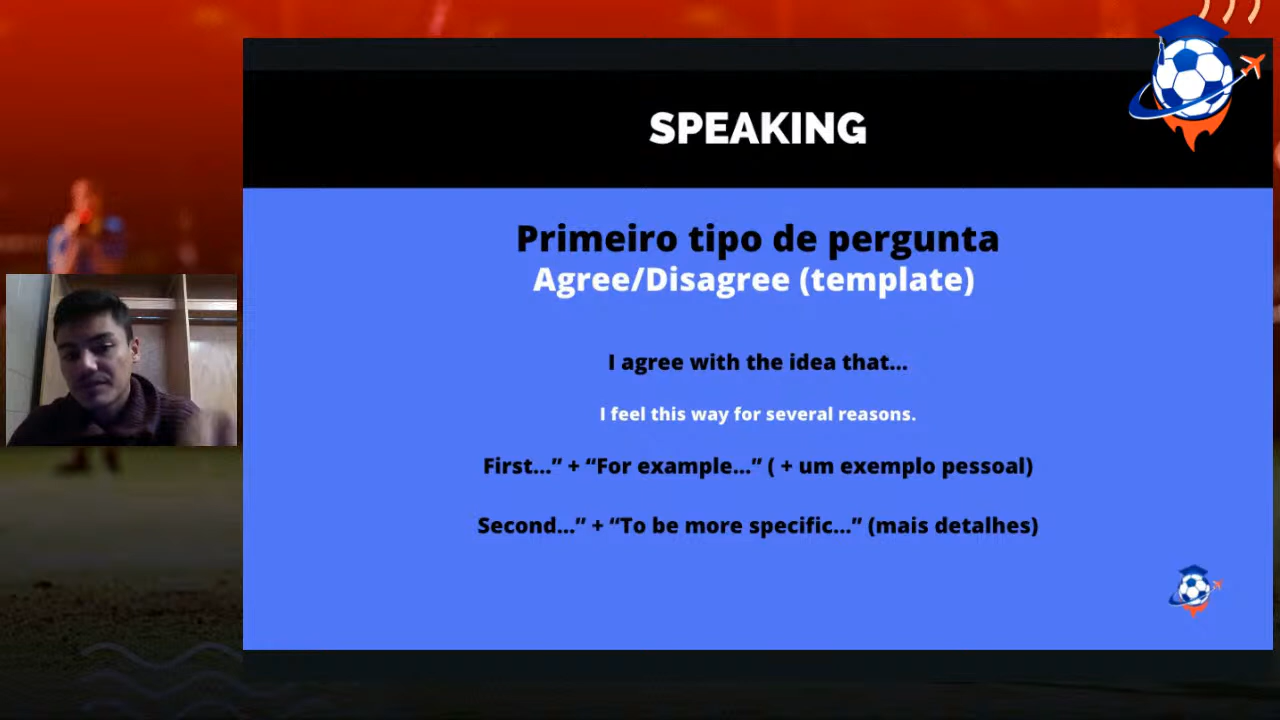 SPEAKING
Primeiro tipo de pergunta
Agree/Disagree (template)
I agree with the idea that...
I feel this way for several reasons.
First...” + “For example...” ( + um exemplo pessoal)
Second...” + “To be more specific...” (mais detalhes)